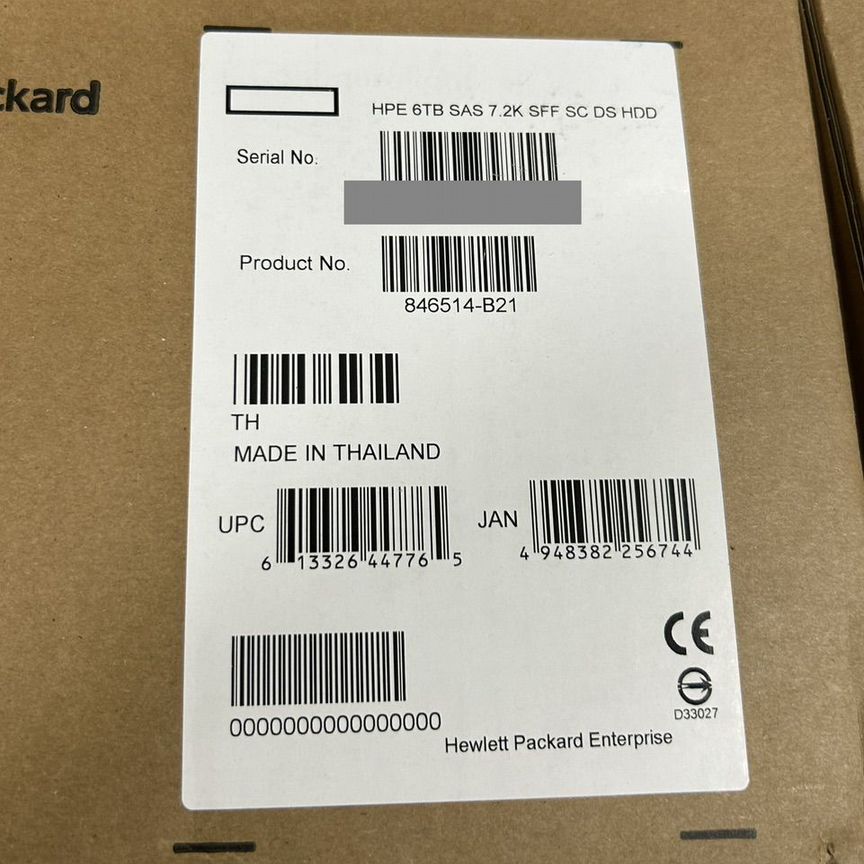 ckard
HPE 6TB SAS 7.2K SFF SC DS HDD
Serial No.
Product No.
846514-B21
TH
MADE IN THAILAND
UPC
6 13326 44776 5
JAN
4 948382 256744
CE
D33027
0000000000000000
Hewlett Packard Enterprise